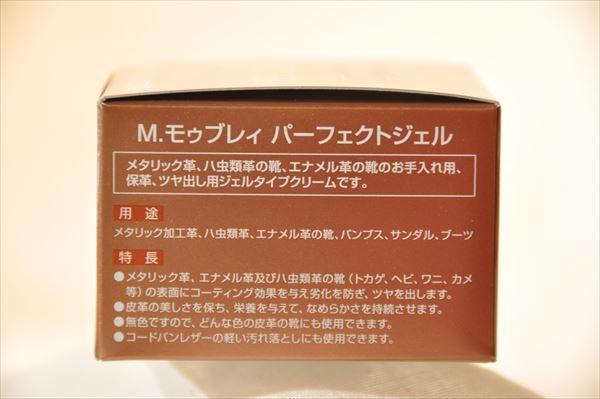 M.モゥブレィ パーフェクトジェル
メタリック革、ハ虫類革の靴、エナメル革の靴のお手入れ用、
保革、ツヤ出し用ジェルタイプクリームです。
用途
メタリック加工革、ハ虫類革、エナメル革の靴、パンプス、サンダル、ブーツ
特長
●メタリック革、エナメル革及びハ虫類革の靴(トカゲ、ヘビ、ワニ、カメ
等)の表面にコーティング効果を与え劣化を防ぎ、ツヤを出します。
●皮革の美しさを保ち、栄養を与えて、なめらかさを持続させます。
●無色ですので、どんな色の皮革の靴にも使用できます。
●コードバンレザーの軽い汚れ落としにも使用できます。